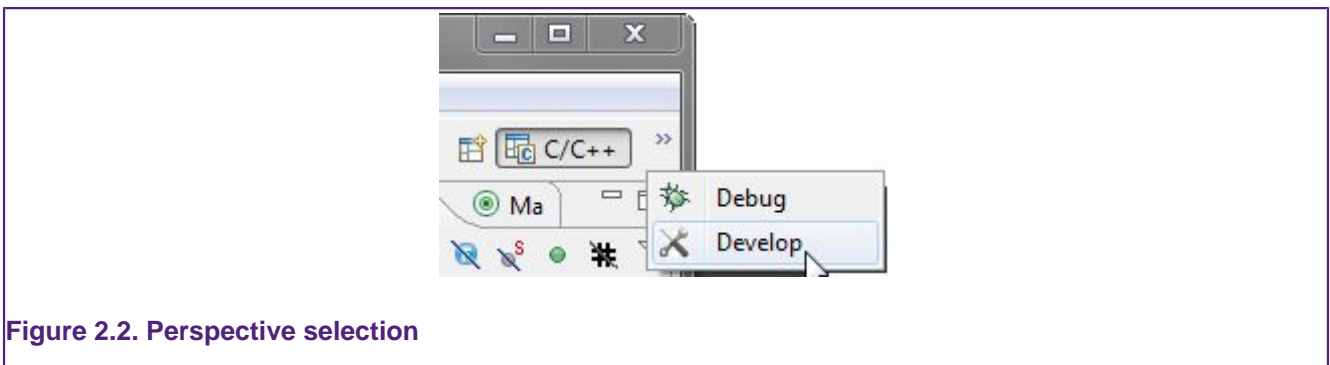 C/C++ »
Debug
Ma
S
Develop
Figure 2.2. Perspective selection